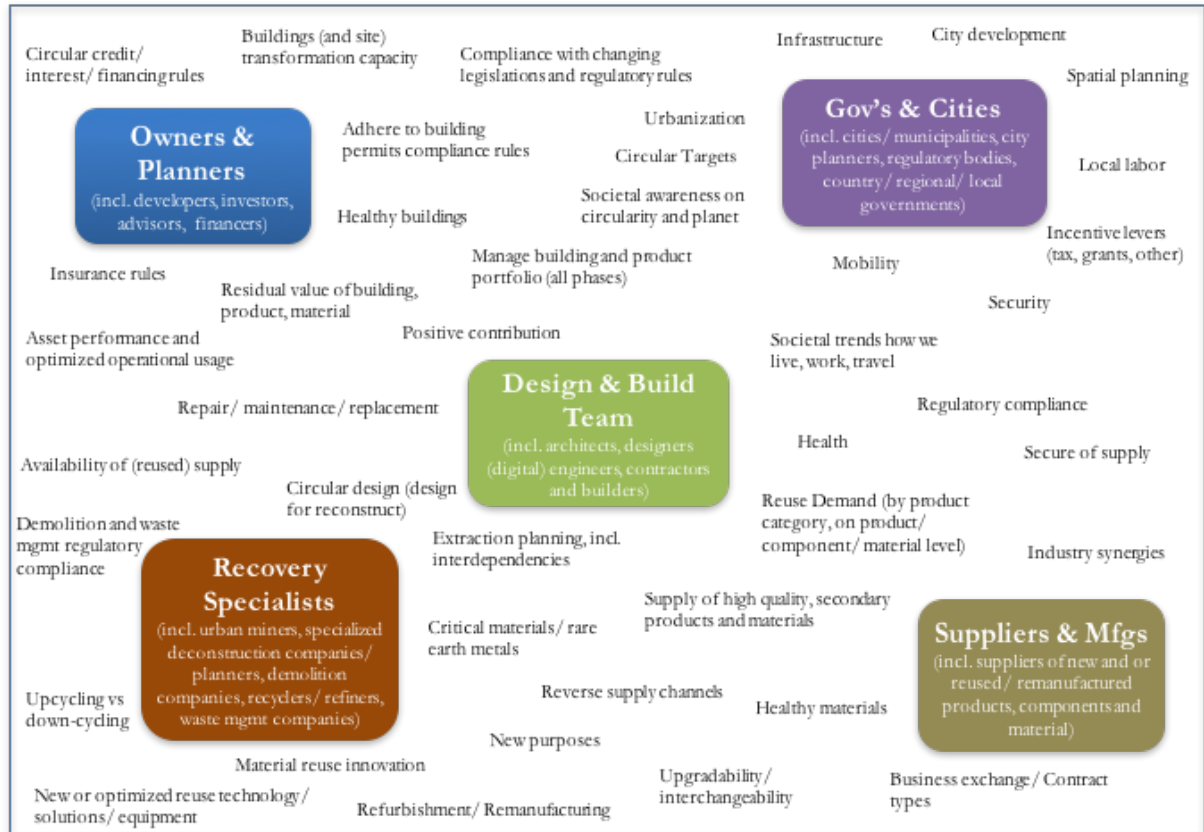 Circular credit/
interest/ financing rules
Buildings (and site)
transformation capacity
Compliance with changing
legislations and regulatory rules
Infrastructure
City development
Spatial planning
Owners &
Planners
(incl. developers, investors,
advisors, financers)
Adhere to building
permits compliance rules
Urbanization
Circular Targets
Gov's & Cities
(incl. cities/ municipalities, city
planners, regulatory bodies,
country/ regional/ local
governments)
Local labor
Healthy buildings
Societal awareness on
circularity and planet
Incentive levers
(tax, grants, other)
Insurance rules
Residual value of building,
product, material
Manage building and product
portfolio (all phases)
Mobility
Security
Asset performance and
optimized operational usage
Positive contribution
Societal trends how we
live, work, travel
Design & Build
Team
(incl. architects, designers
(digital) engineers, contractors
and builders)
Repair/ maintenance/ replacement
Regulatory compliance
Health
Secure of supply
Availability of (reused) supply
Circular design (design
for reconstruct)
Reuse Demand (by product
category, on product/
component/ material level)
Demolition and waste
mgmt regulatory
compliance
Extraction planning, incl.
interdependencies
Industry synergies
Recovery
Specialists
(incl. urban miners, specialized
deconstruction companies/
planners, demolition
companies, recyclers/ refiners,
waste mgmt companies)
Critical materials/ rare
earth metals
Supply of high quality, secondary
products and materials
Suppliers & Mfgs
(incl. suppliers of new and or
reused/ remanufactured
products, components and
material)
Upcycling vs
down-cycling
Reverse supply channels
Healthy materials
New purposes
Material reuse innovation
Upgradability/
interchangeability
Business exchange/ Contract
types
New or optimized reuse technology/
solutions/ equipment
Refurbishment/ Remanufacturing